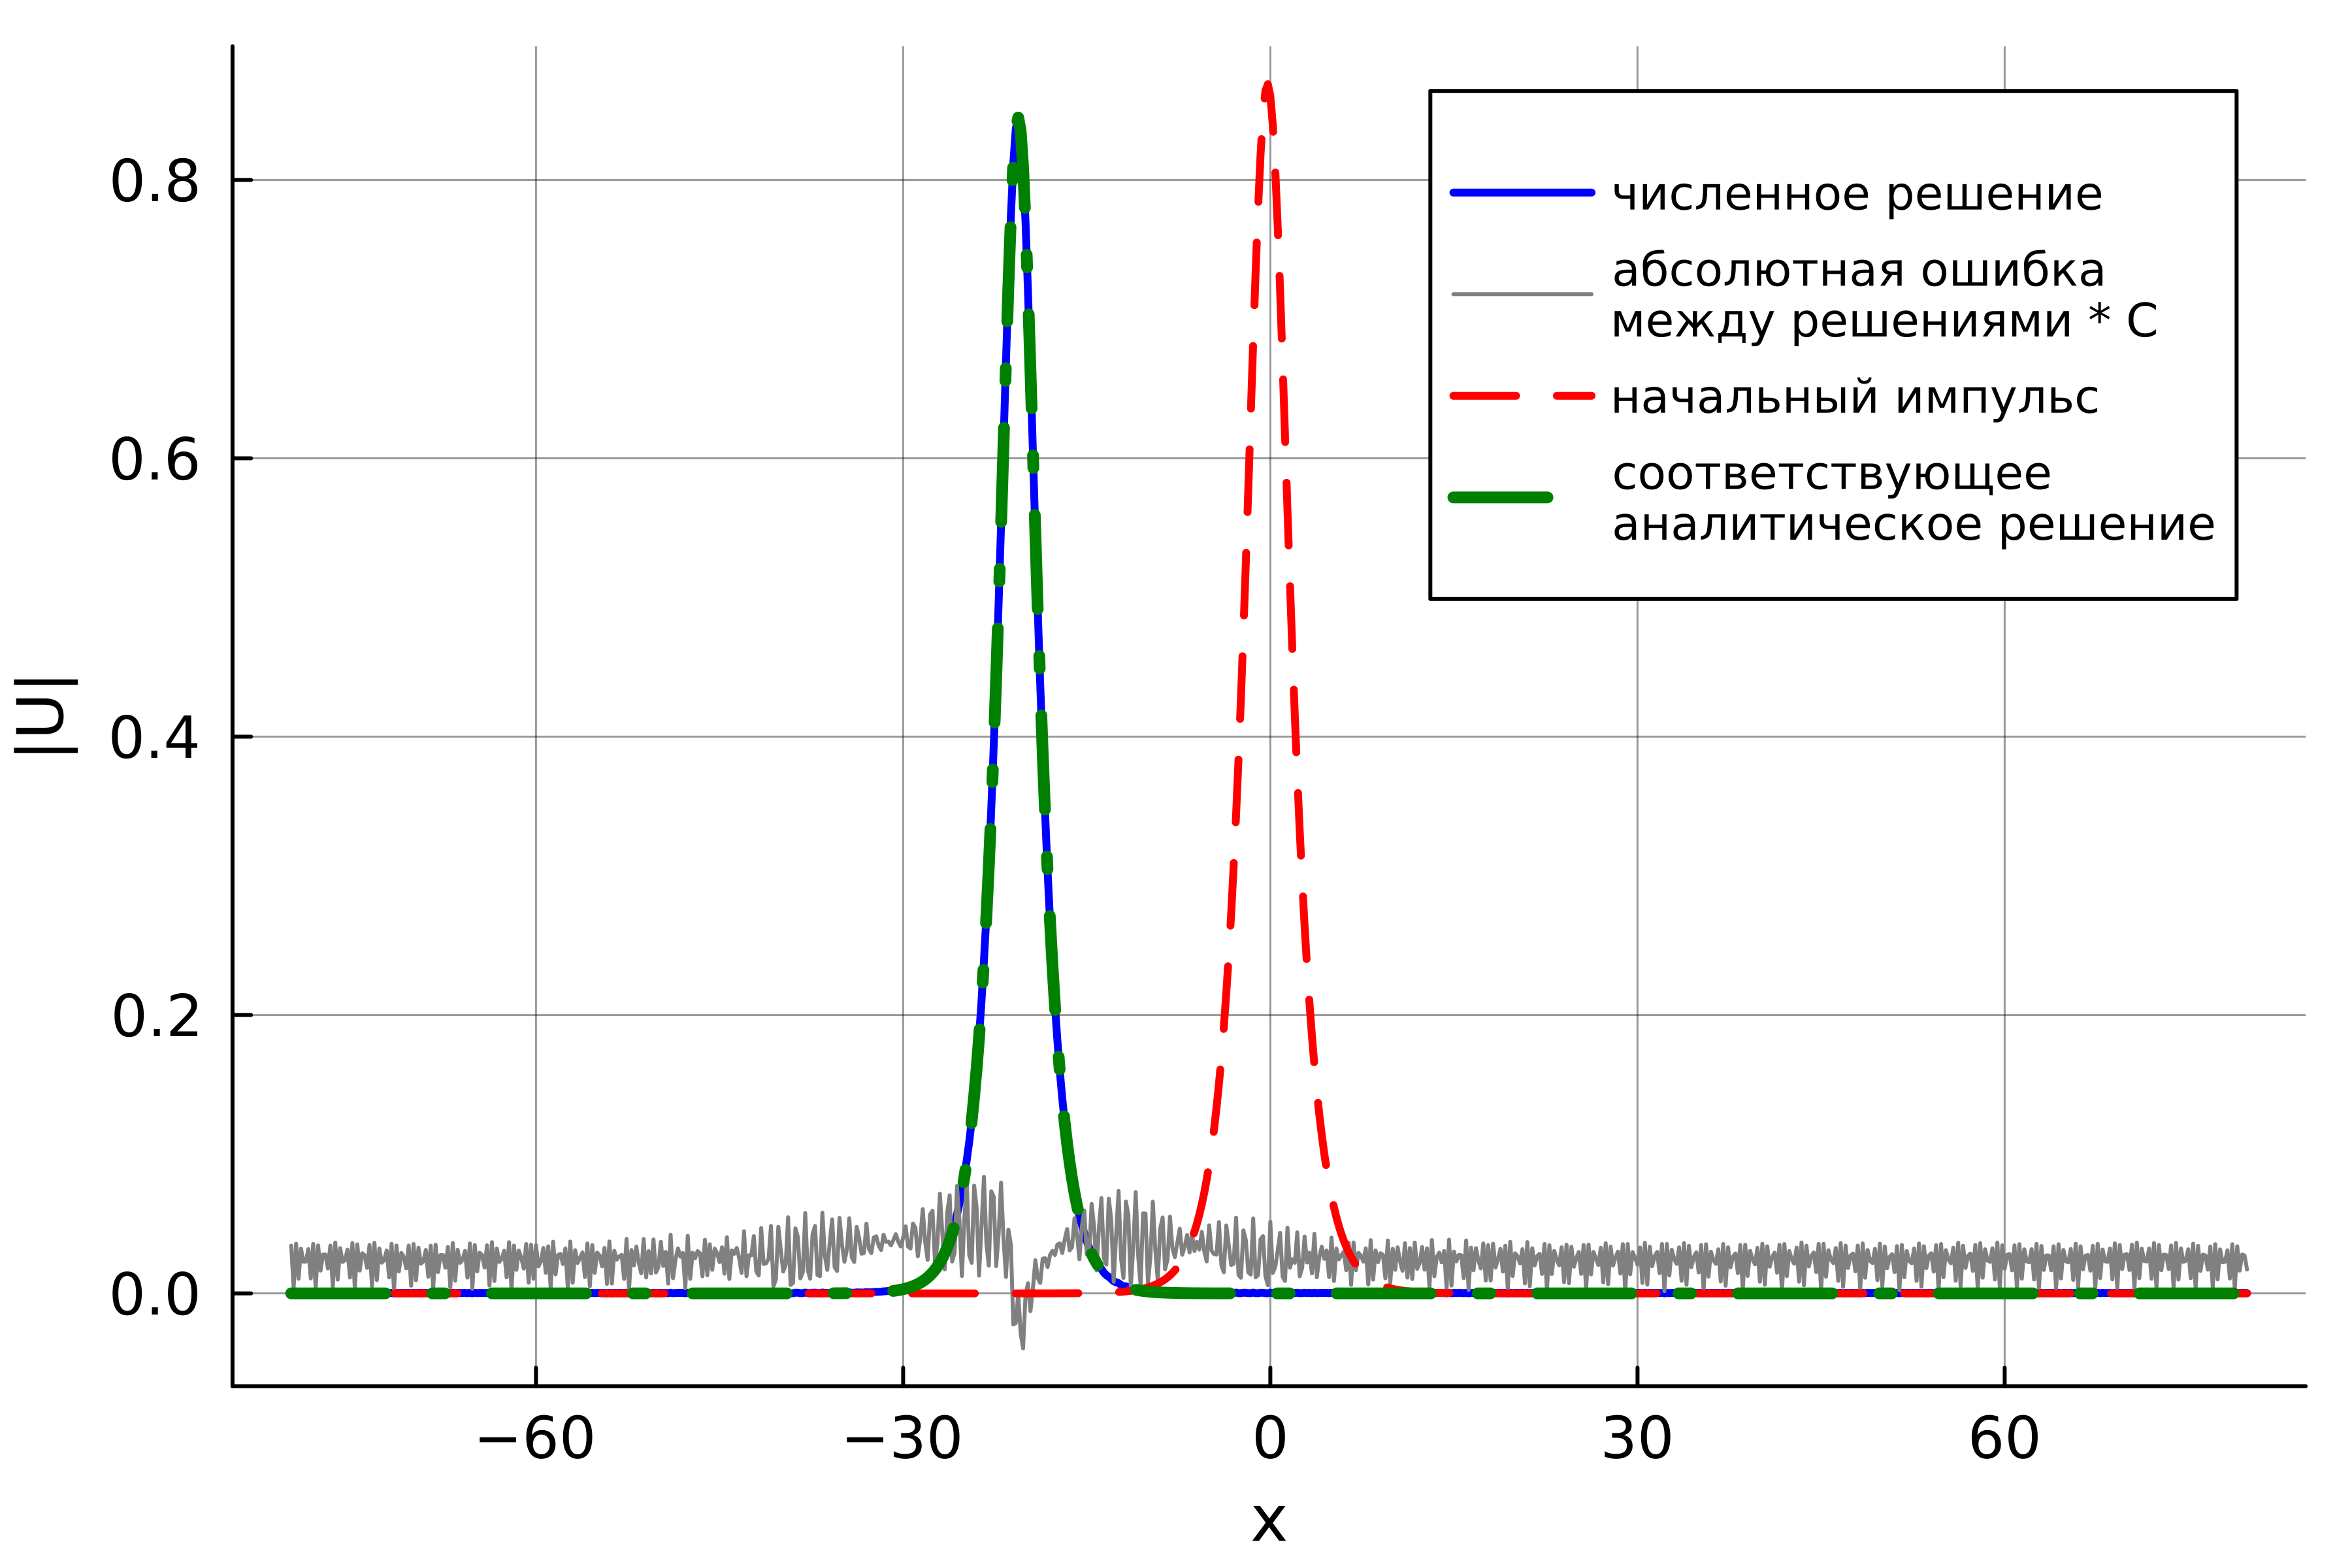 численное решение
абсолютная ошибка
между решениями * C
начальный импульс
соответствующее
аналитическое решение
|U|
0.8
0.6
0.4
0.2
0.0
−60
−30
0
30
60
x